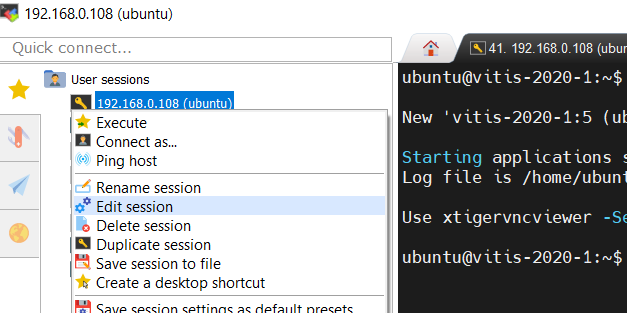 192.168.0.108 (ubuntu)
Quick connect...
41. 192.168.0.108 (ubun
User sessions
192.168.0.108 (ubuntu)
Execute
Connect as...
Ping host
Rename session
Edit session
Delete session
Duplicate session
Save session to file
Create a desktop shortcut
Save session settings as default presets
ubuntu@vitis-2020-1:~$
New 'vitis-2020-1:5 (ub
Starting applications s
Log file is /home/ubunt
Use xtigervncviewer -Se
ubuntu@vitis-2020-1:~$